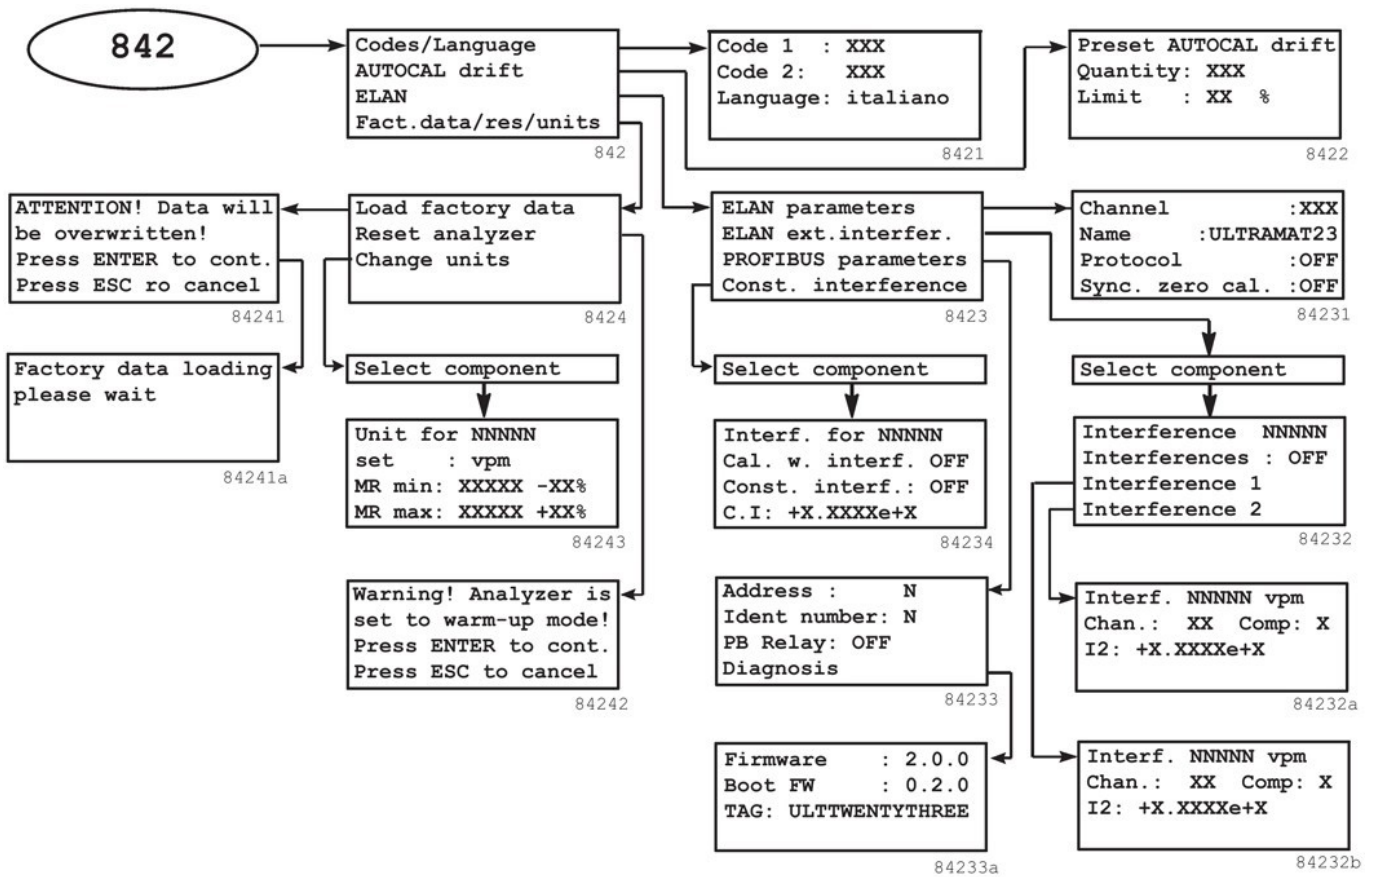 842
Codes/Language
AUTOCAL drift
ELAN
Fact.data/res/units
842
Code 1 : XXX
Code 2: XXX
Language: italiano
8421
Preset AUTOCAL drift
Quantity: XXX
Limit : XX %
8422
ATTENTION! Data will
be overwritten!
Press ENTER to cont.
Press ESC ro cancel
84241
Load factory data
Reset analyzer
Change units
8424
ELAN parameters
ELAN ext.interfer.
PROFIBUS parameters
Const. interference
8423
Channel :XXX
Name :ULTRAMAT23
Protocol :OFF
Sync. zero cal. :OFF
84231
Factory data loading
please wait
84241a
Select component
Unit for NNNNN
set : vpm
MR min: XXXXX -XX%
MR max: XXXXX +XX%
84243
Select component
Interf. for NNNNN
Cal. w. interf. OFF
Const. interf.: OFF
C.I: +X.XXXXe+X
84234
Select component
Interference NNNNN
Interferences : OFF
Interference 1
Interference 2
84232
Warning! Analyzer is
set to warm-up mode!
Press ENTER to cont.
Press ESC to cancel
84242
Address : N
Ident number: N
PB Relay: OFF
Diagnosis
84233
Interf. NNNNN vpm
Chan.: XX Comp: X
I2: +X.XXXXe+X
84232a
Firmware : 2.0.0
Boot FW : 0.2.0
TAG: ULTTWENTYTHREE
84233a
Interf. NNNNN vpm
Chan.: XX Comp: X
I2: +X.XXXXe+X
84232b